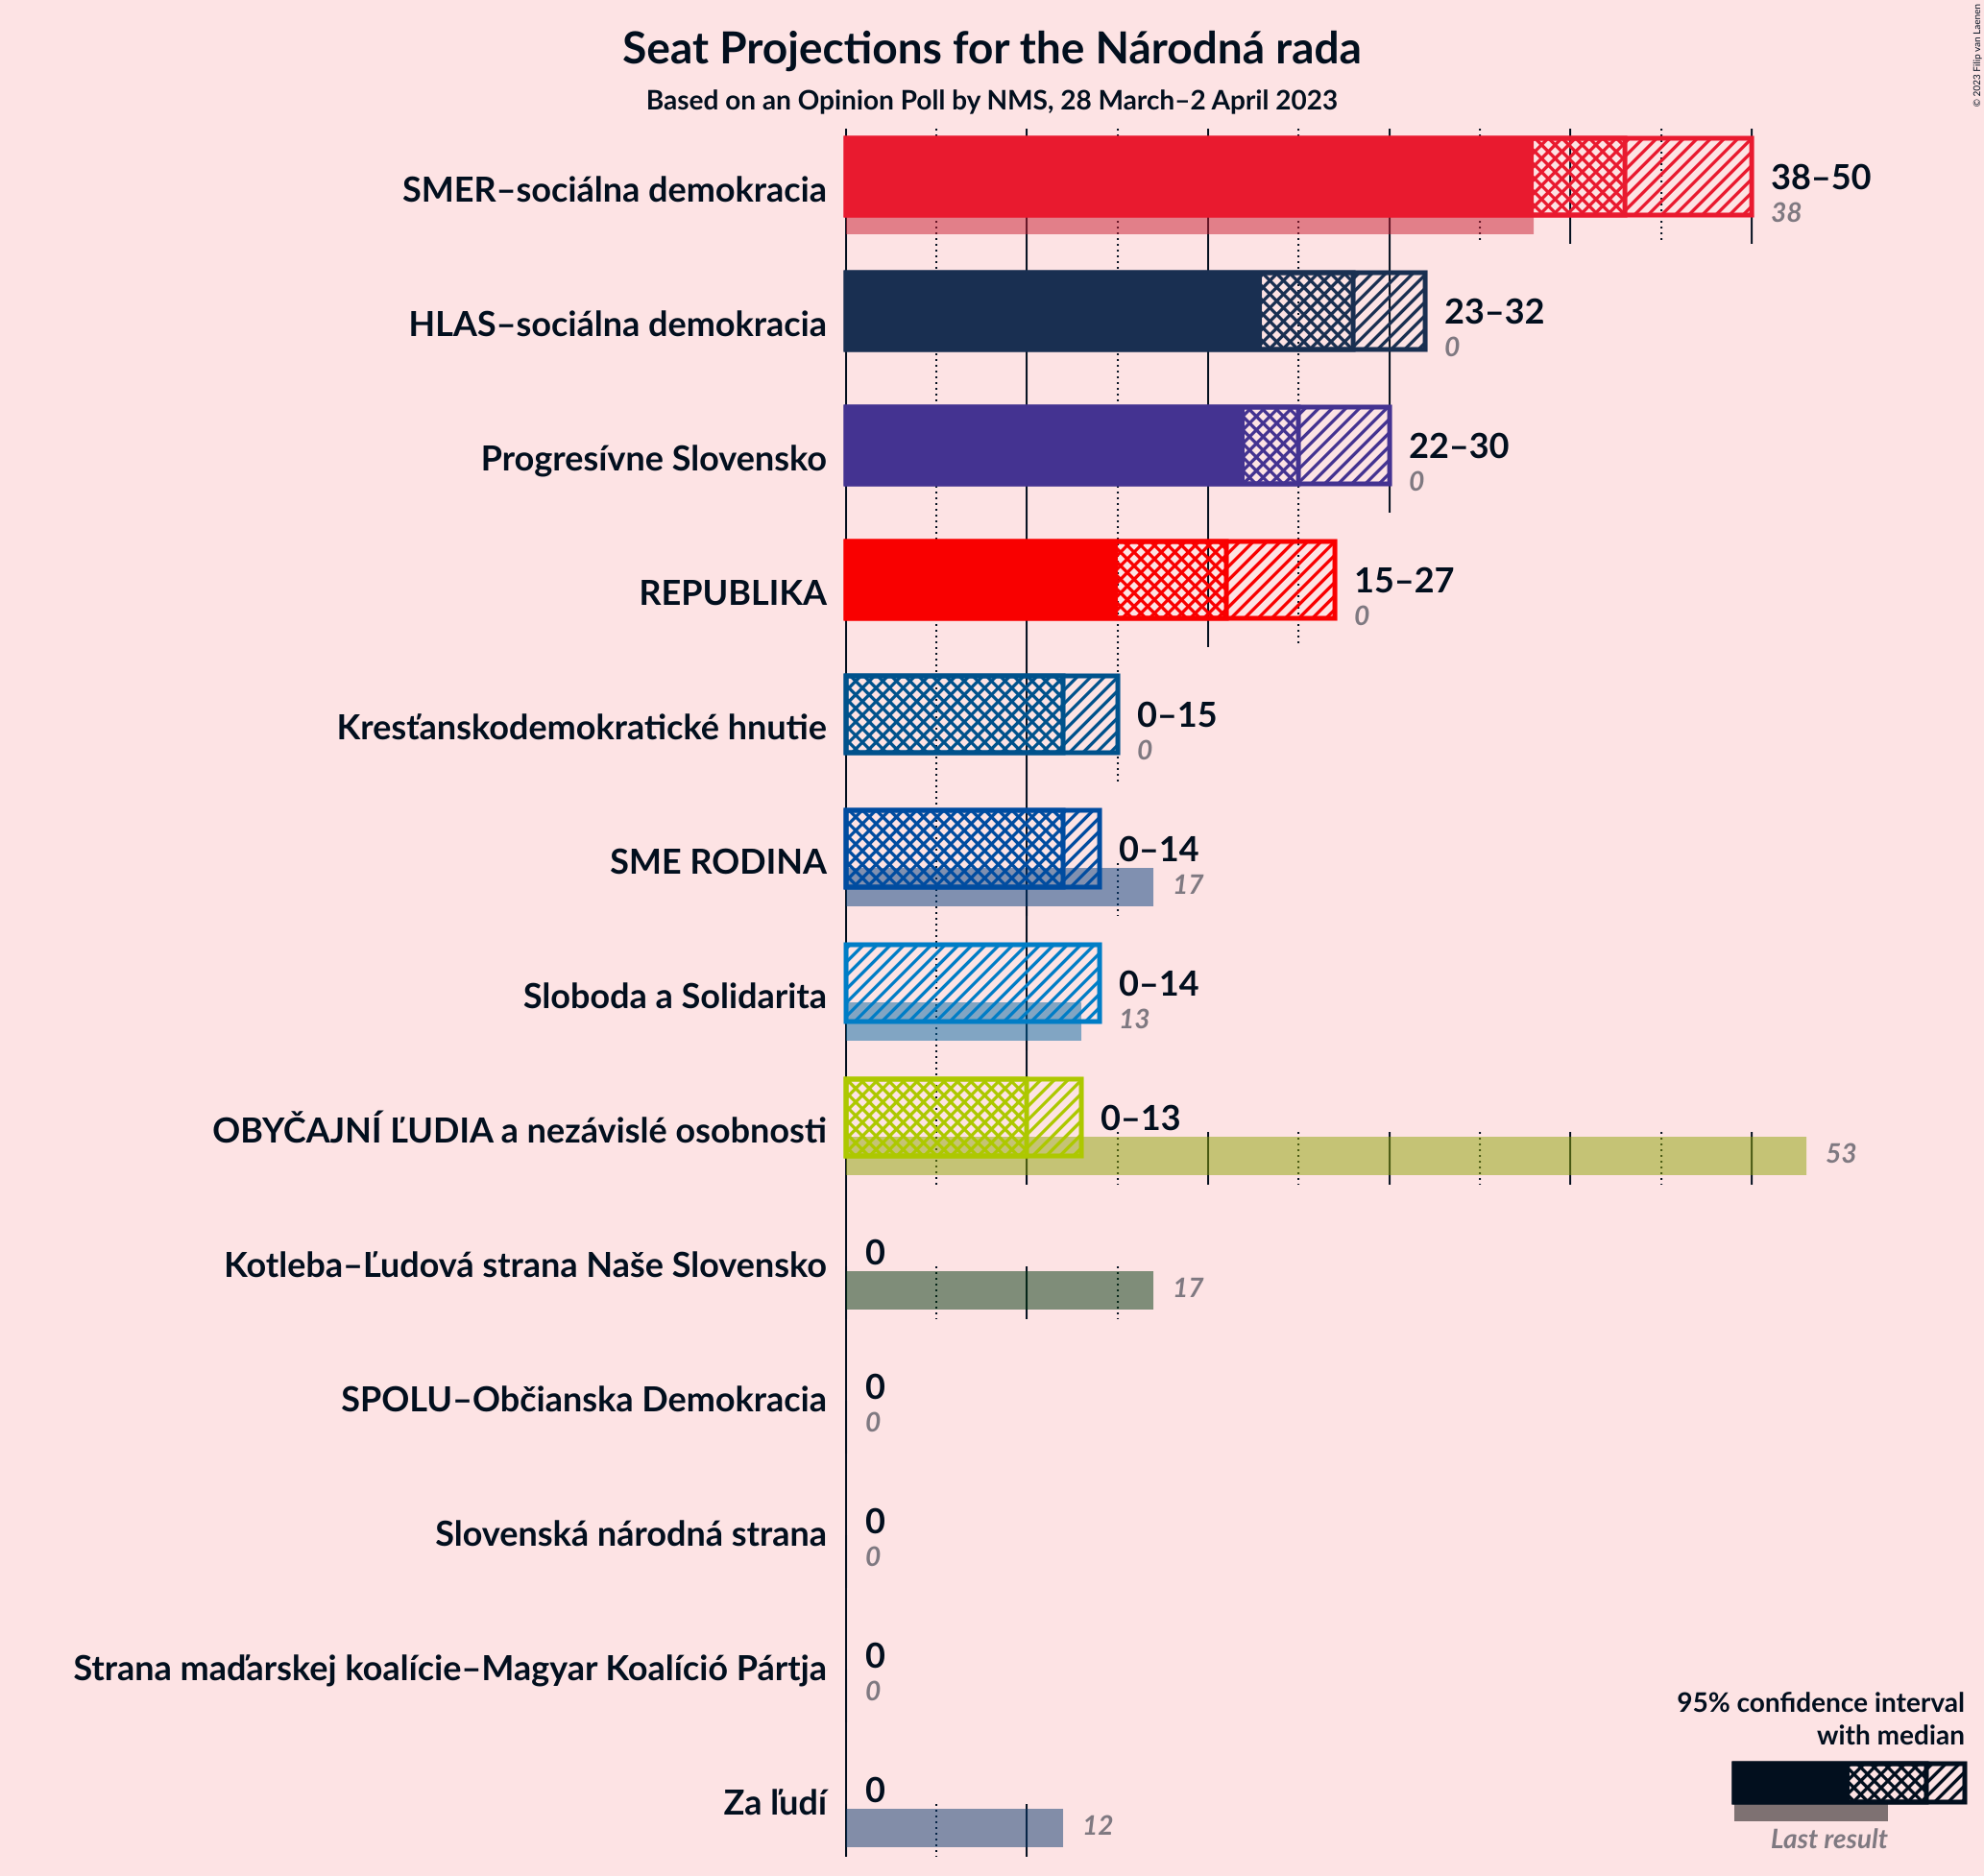 Seat Projections for the Národná rada
Based on an Opinion Poll by NMS, 28 March–2 April 2023
© 2023 Filip van Laenen
SMER–sociálna demokracia
38–50
38
HLAS–sociálna demokracia
23–32
0
Progresívne Slovensko
22–30
0
REPUBLIKA
15–27
0
Kresťanskodemokratické hnutie
0–15
0
SME RODINA
0–14
17
Sloboda a Solidarita
0–14
13
OBYČAJNÍ ĽUDIA a nezávislé osobnosti
0–13
53
Kotleba–Ľudová strana Naše Slovensko
0
17
SPOLU–Občianska Demokracia
0
0
Slovenská národná strana
0
0
Strana maďarskej koalície–Magyar Koalíció Pártja
0
0
Za ľudí
0
12
95% confidence interval
with median
Last result